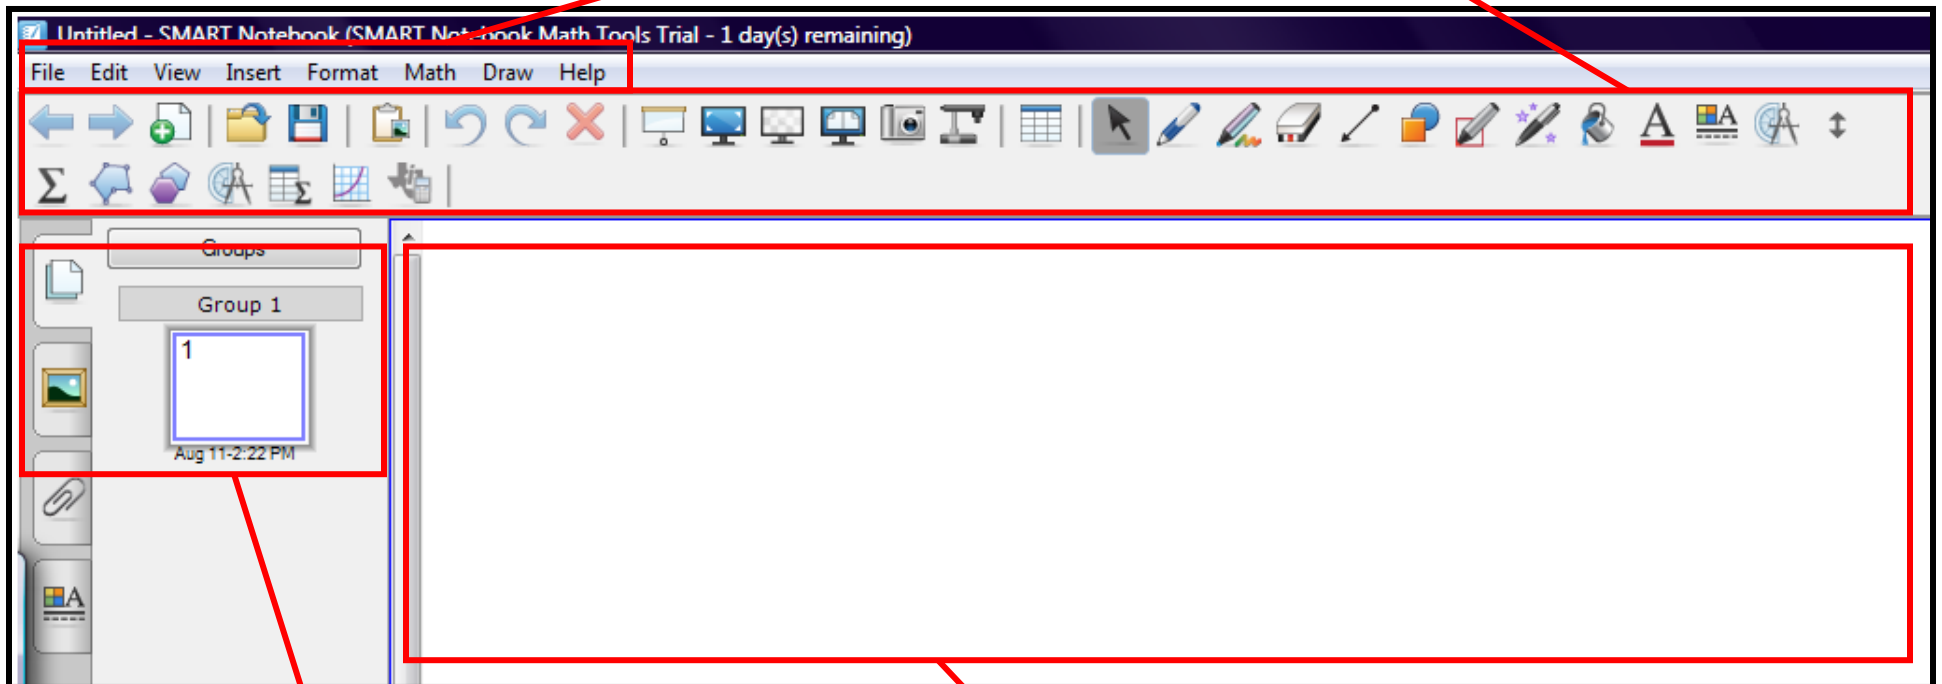 Untitled - SMART Notebook (SMART Notebook Math Tools Trial - 1 day(s) remaining)
File Edit View Insert Format Math Draw Help
Groups
Group 1
1
Aug 11-2:22 PM